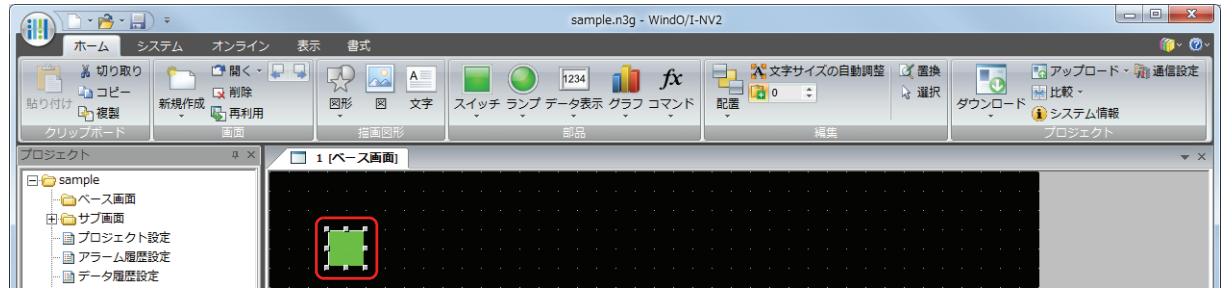 sample.n3g - WindO/I-NV2
ホーム システム オンライン 表示 書式
貼り付け 切り取り コピー 複製
新規作成 開く 削除 再利用
図形 図 文字
スイッチ ランプ データ表示 グラフ コマンド
1234
fx
A
配置 文字サイズの自動調整 0 置換 選択
ダウンロード アップロード 比較 システム情報 通信設定
クリップボード 画面 描画図形 部品 編集 プロジェクト
プロジェクト
1 [ベース画面]
sample
ベース画面
サブ画面
プロジェクト設定
アラーム履歴設定
データ履歴設定